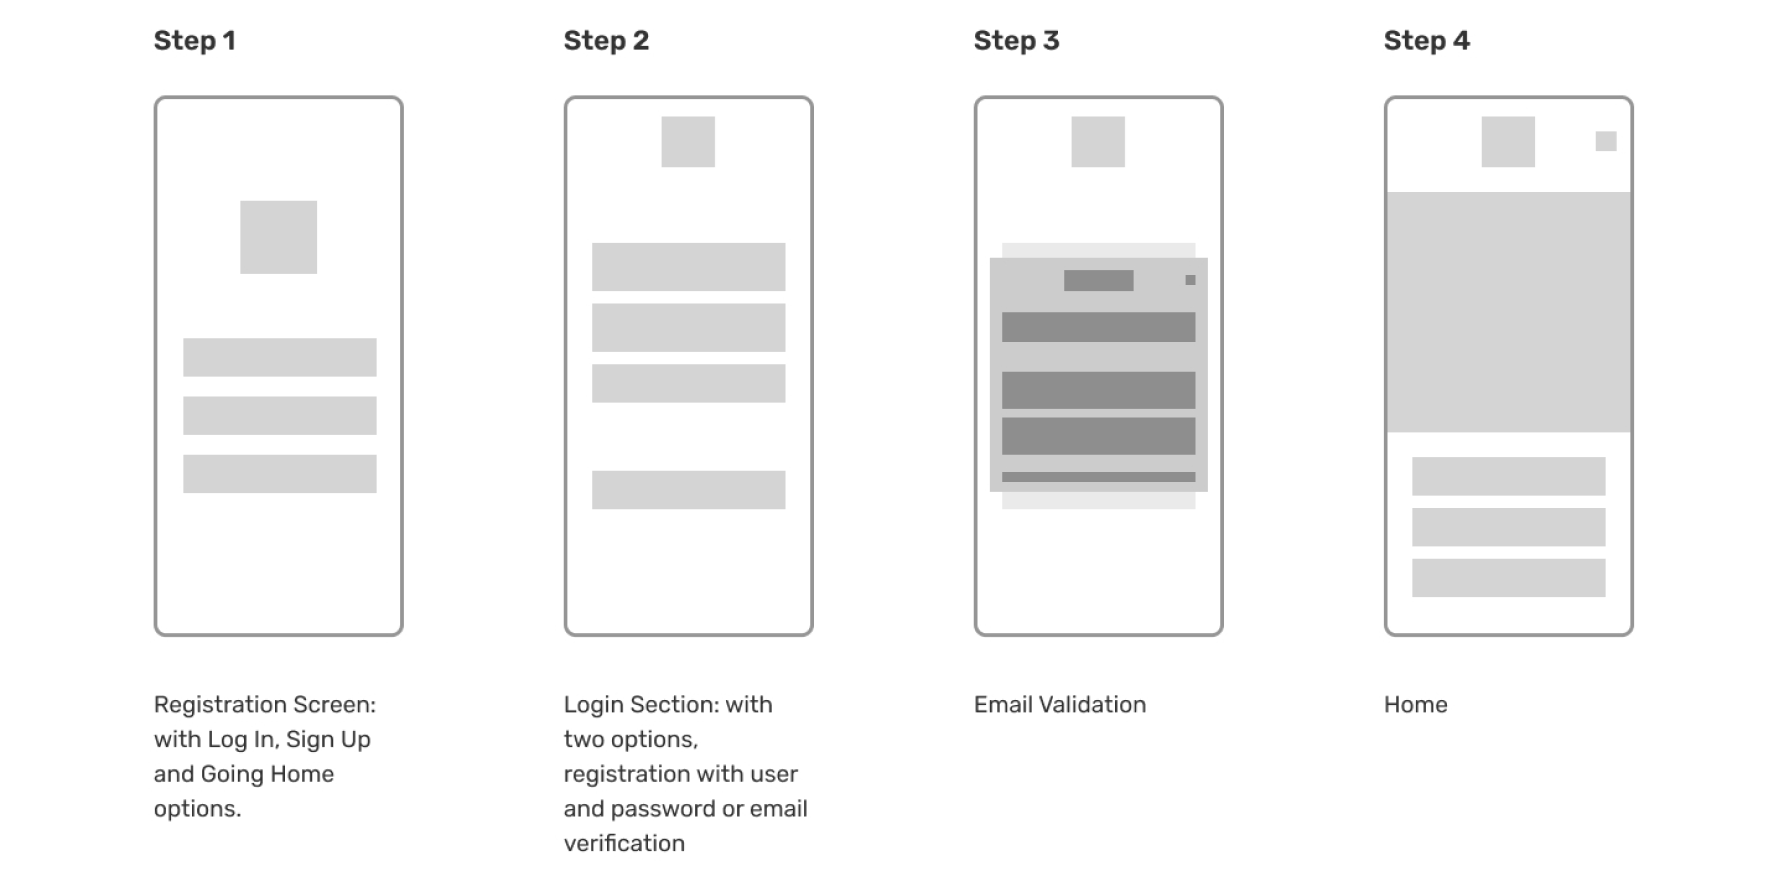 Step 1
Step 2
Step 3
Step 4
Registration Screen:
with Log In, Sign Up
and Going Home
options.
Login Section: with
two options,
registration with user
and password or email
verification
Email Validation
Home